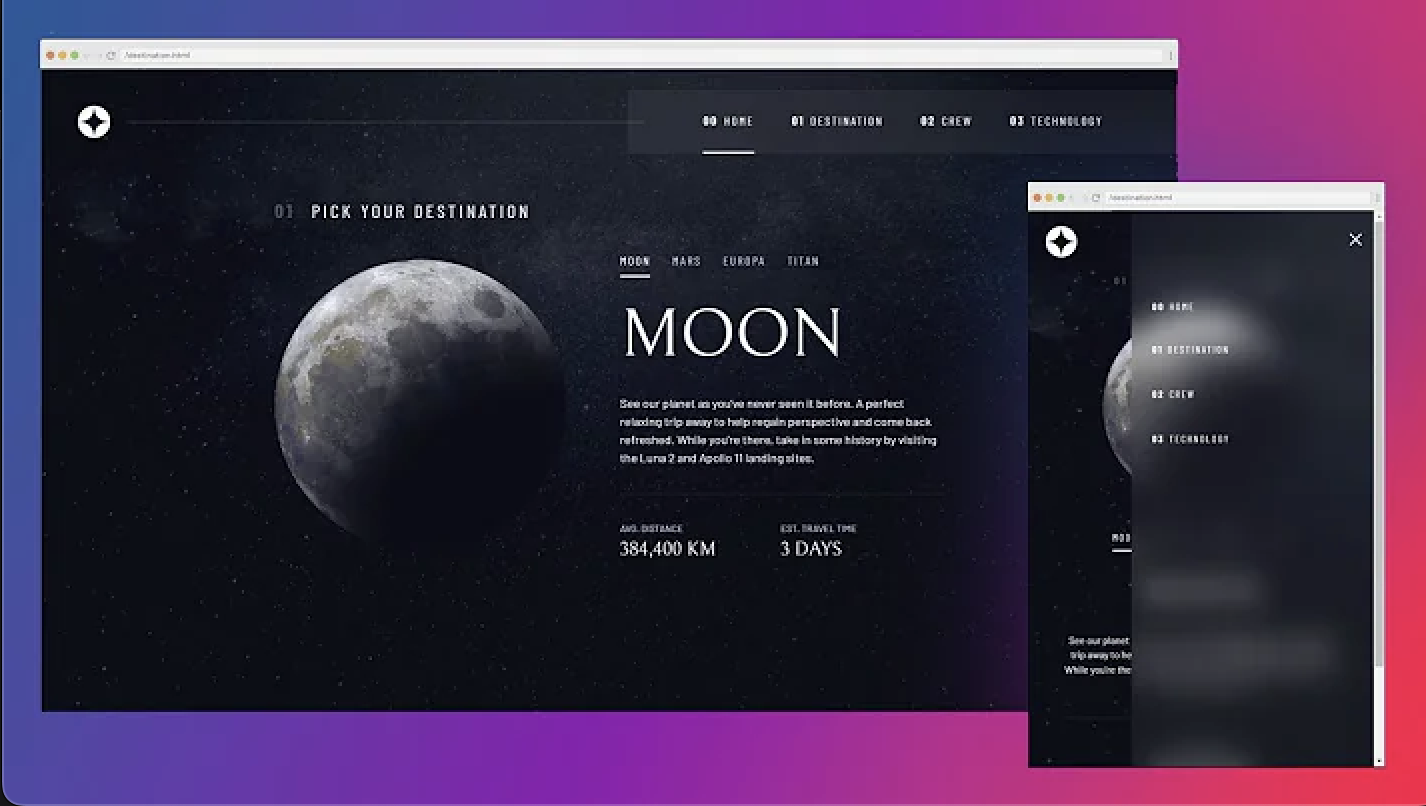 /destination.html
00 HOME 01 DESTINATION 02 CREW 03 TECHNOLOGY
01 PICK YOUR DESTINATION
MOON MARS EUROPA TITAN
MOON
See our planet as you've never seen it before. A perfect
relaxing trip away to help regain perspective and come back
refreshed. While you're there, take in some history by visiting
the Luna 2 and Apollo 11 landing sites.
AVG. DISTANCE EST. TRAVEL TIME
384,400 KM 3 DAYS
/destination.html
01
00 HOME
01 DESTINATION
02 CREW
03 TECHNOLOGY
MOO
See our planet
trip away to he
While you're the